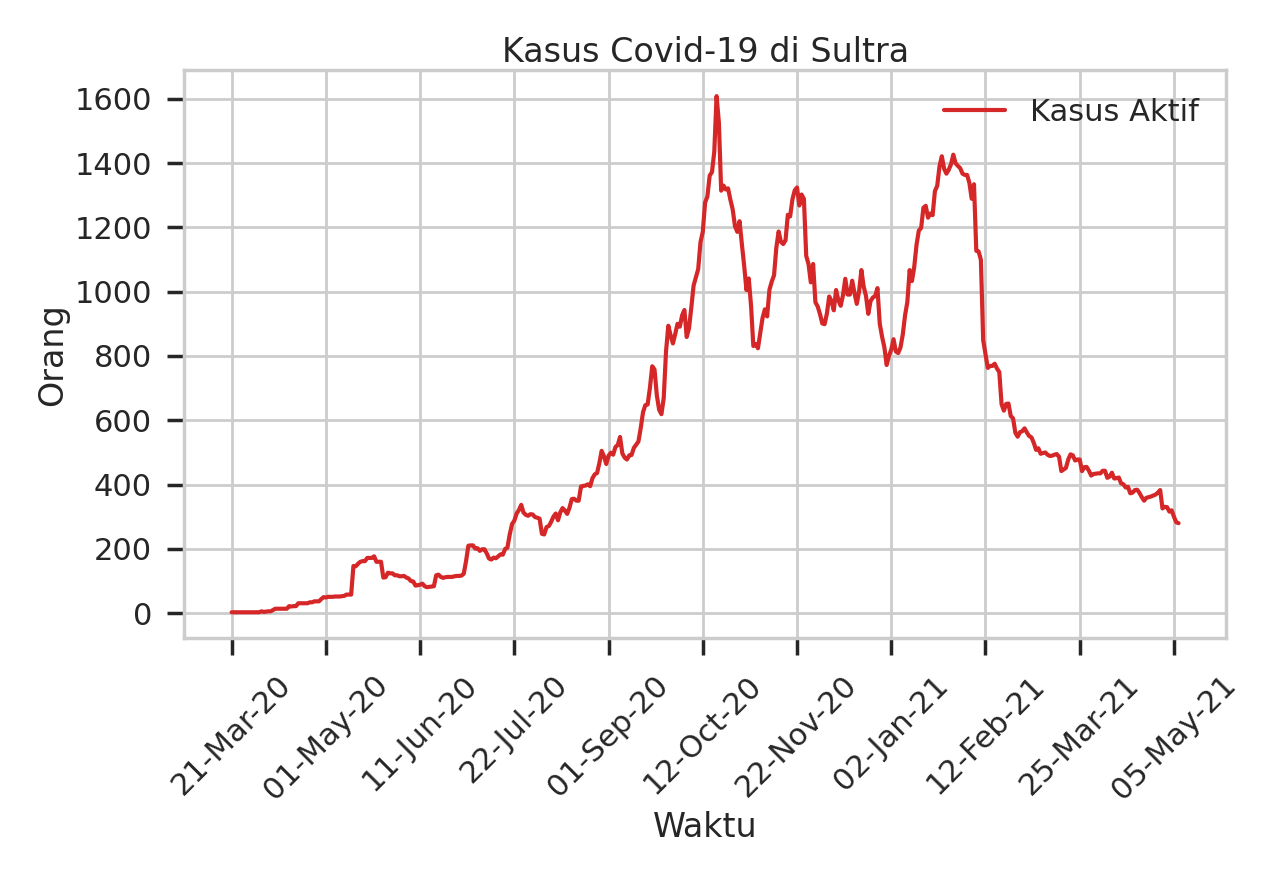 Kasus Covid-19 di Sultra
Kasus Aktif
Orang
1600
1400
1200
1000
800
600
400
200
0
21-Mar-20
01-May-20
11-Jun-20
22-Jul-20
01-Sep-20
12-Oct-20
22-Nov-20
02-Jan-21
12-Feb-21
25-Mar-21
05-May-21
Waktu